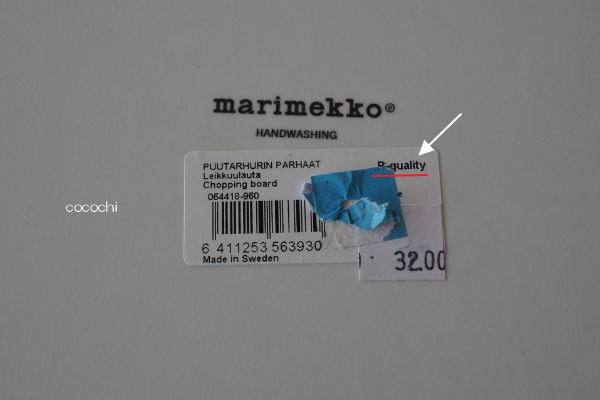 marimekko®
HANDWASHING
PUUTARHURIN PARHAAT
B-quality
Leikkuulauta
Chopping board
064418-960
6 411253 563930
Made in Sweden
32.00
cocochi